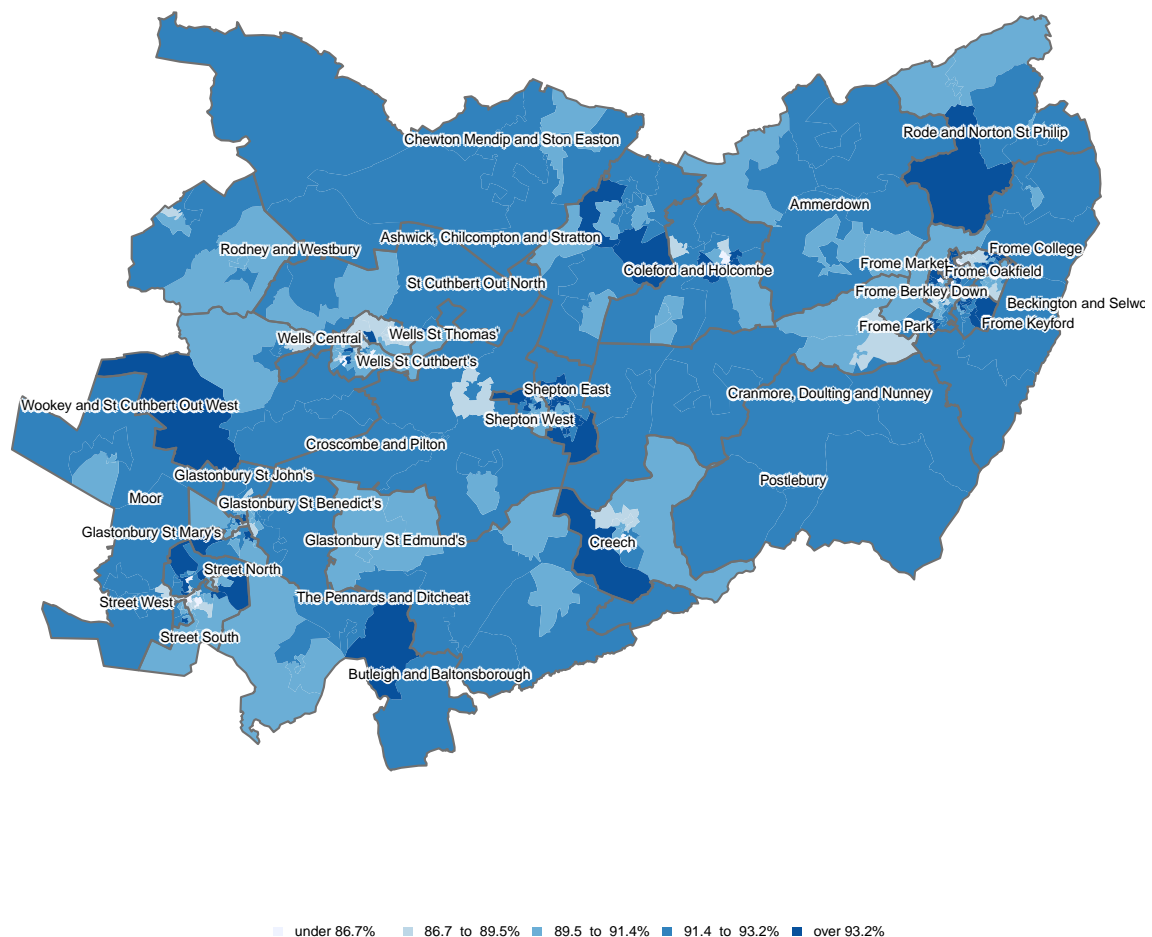 Rode and Norton St Philip
Chewton Mendip and Ston Easton
Ammerdown
Ashwick, Chilcompton and Stratton
Rodney and Westbury
Frome College
Frome Market
Coleford and Holcombe
Frome Oakfield
St Cuthbert Out North
Frome Berkley Down
Beckington and Selwo
Frome Keyford
Frome Park
Wells St Thomas'
Wells Central
Wells St Cuthbert's
Shepton East
Cranmore, Doulting and Nunney
Wookey and St Cuthbert Out West
Shepton West
Croscombe and Pilton
Glastonbury St John's
Postlebury
Moor
Glastonbury St Benedict's
Glastonbury St Mary's
Glastonbury St Edmund's
Creech
Street North
The Pennards and Ditcheat
Street West
Street South
Butleigh and Baltonsborough
under 86.7% 86.7 to 89.5% 89.5 to 91.4% 91.4 to 93.2% over 93.2%